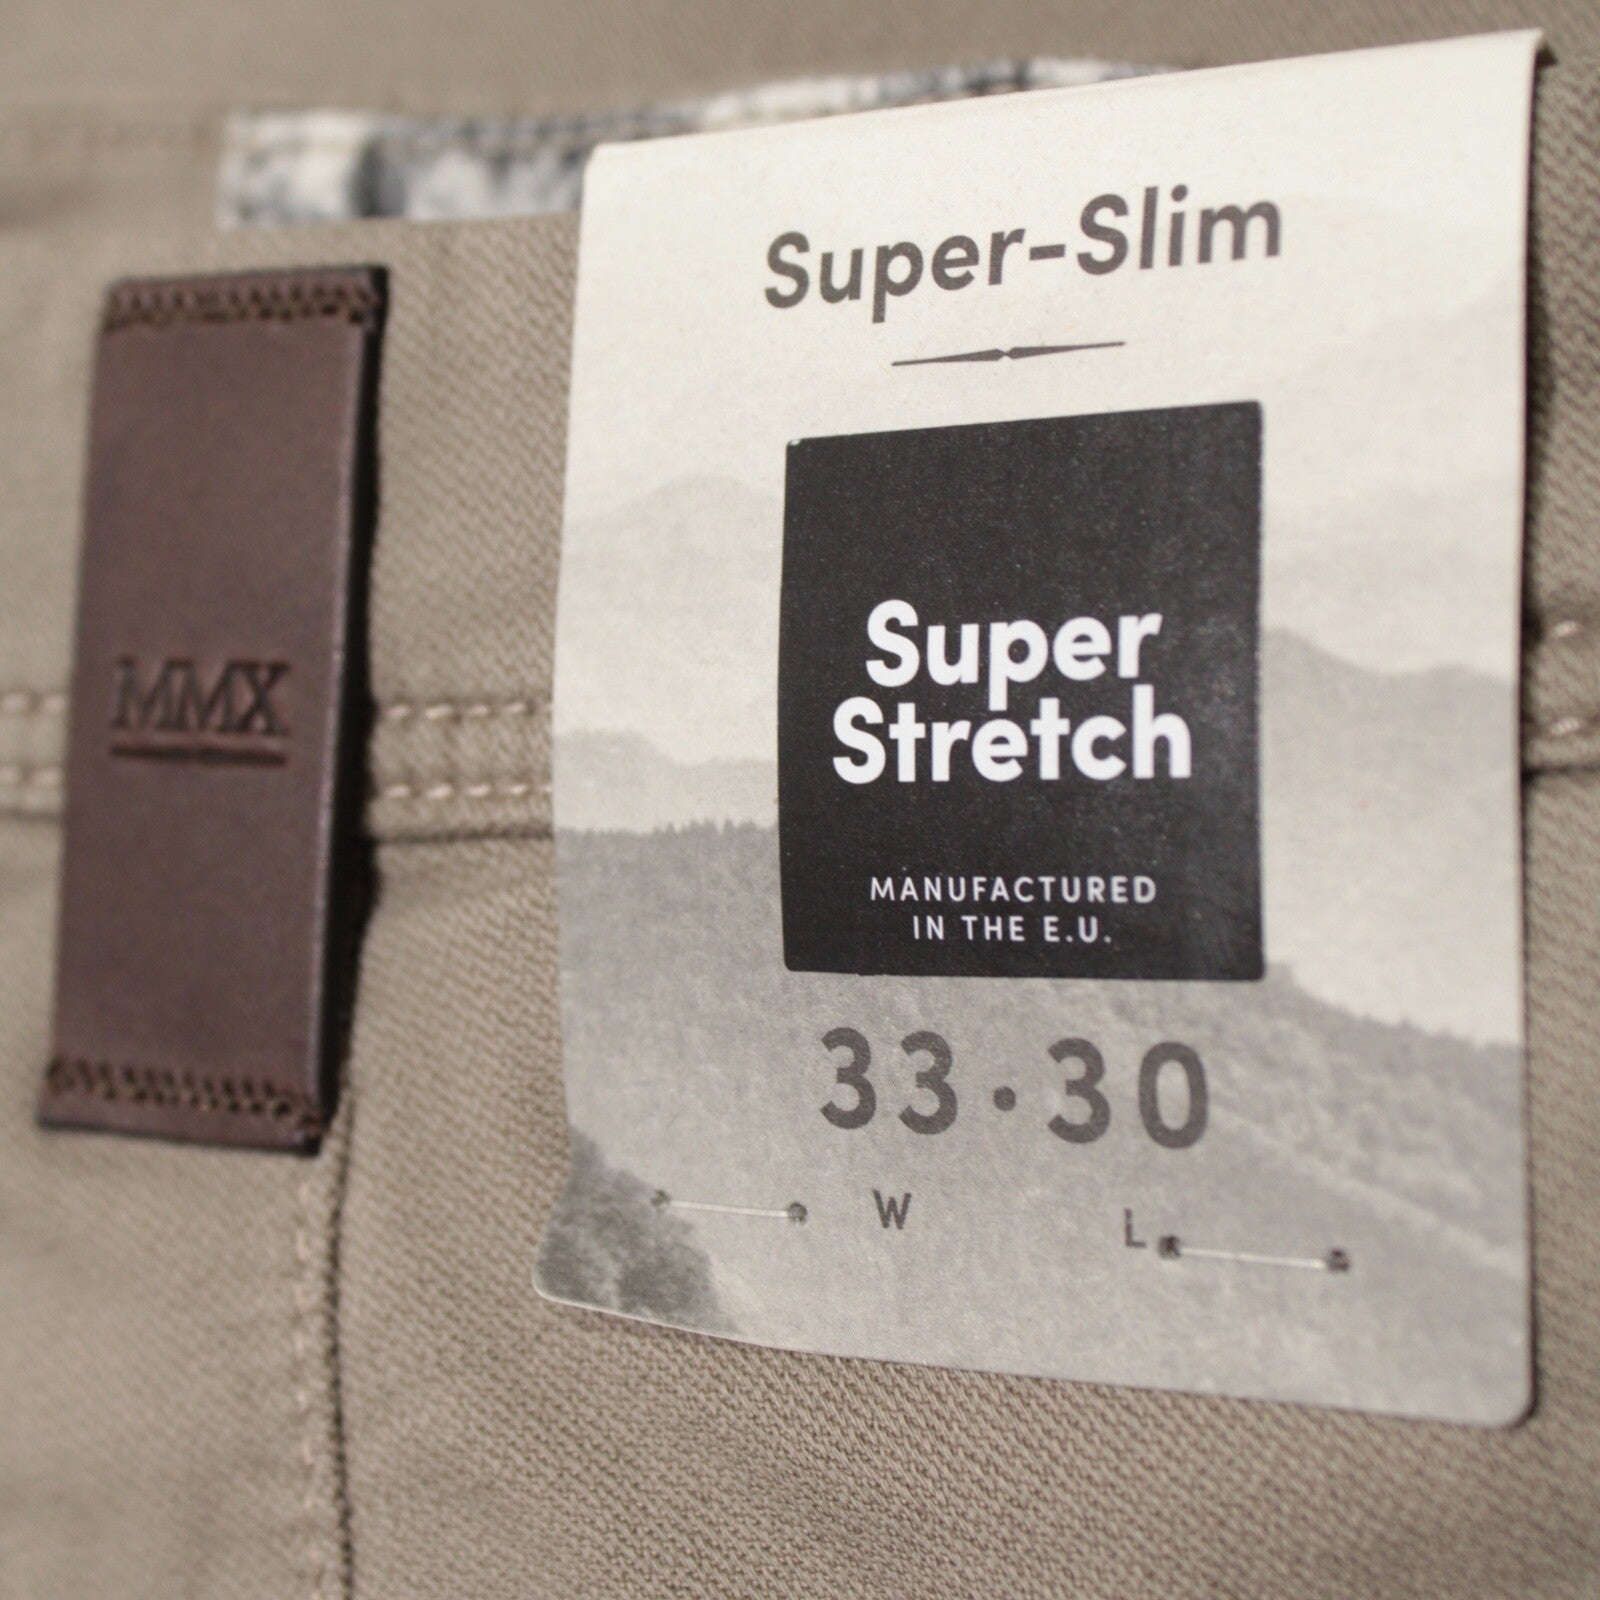 Super-Slim
Super
Stretch
MANUFACTURED
IN THE E.U.
33·30
W L
MMX